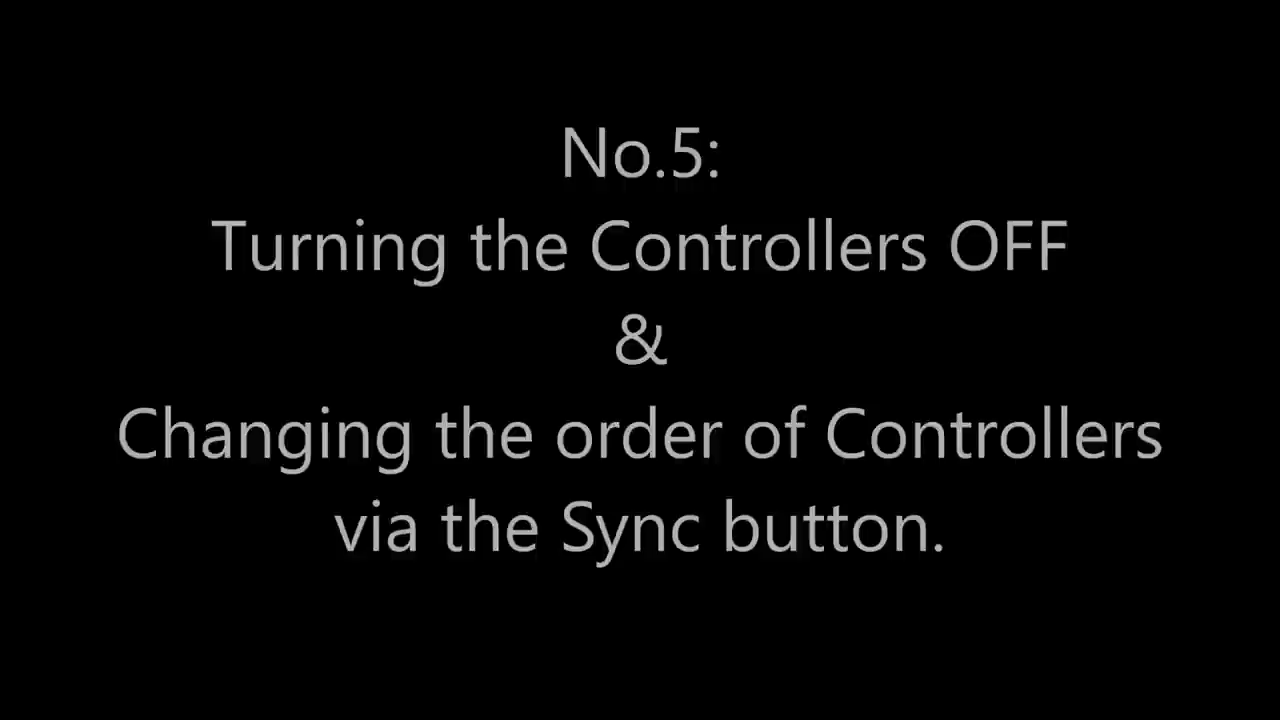 No.5:
Turning the Controllers OFF
&
Changing the order of Controllers
via the Sync button.